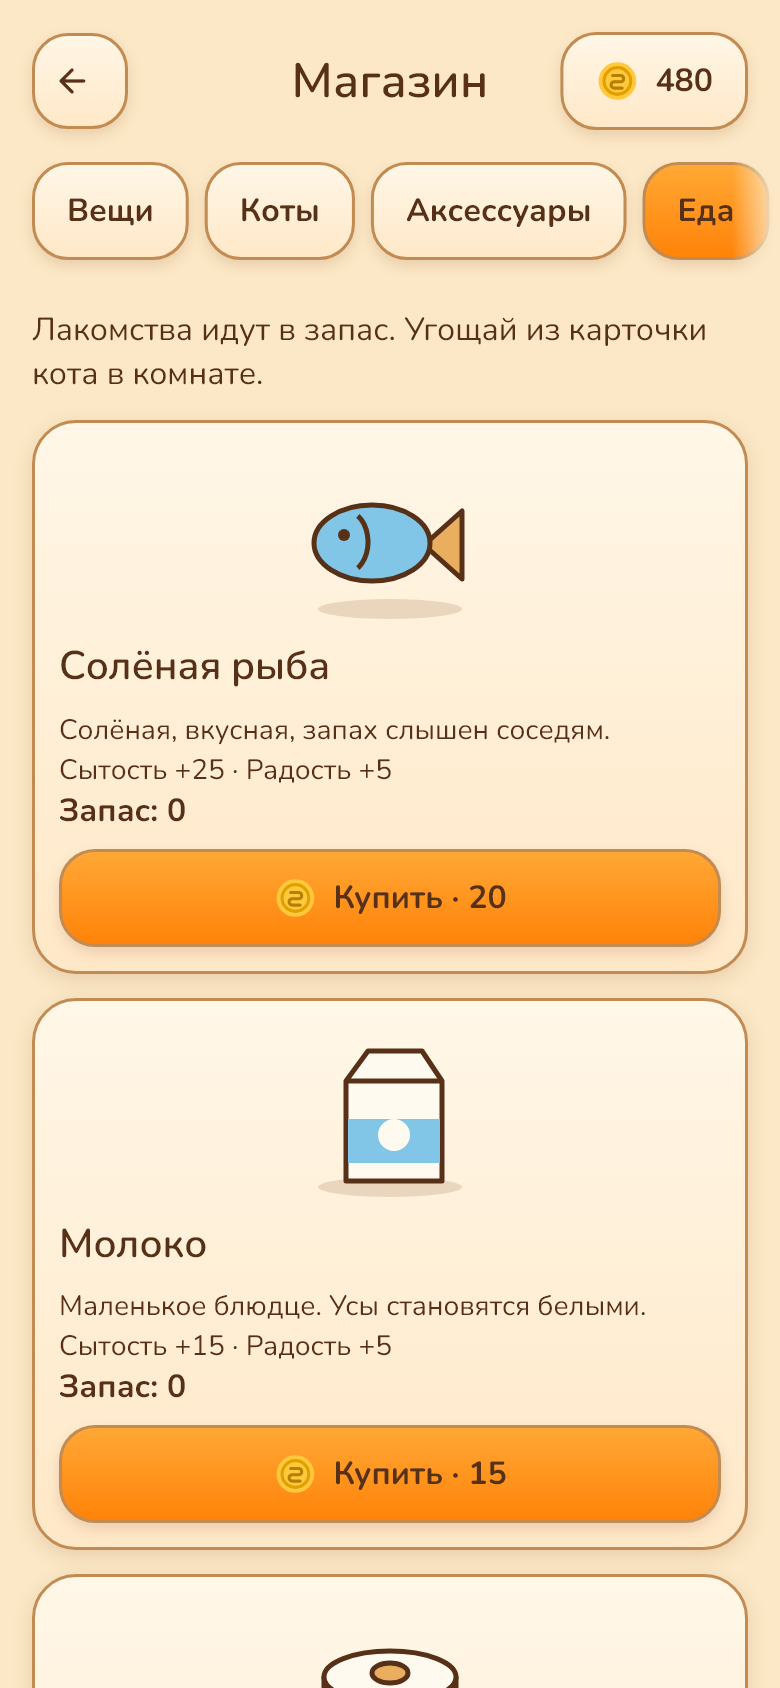 Магазин
480
Вещи
Коты
Аксессуары
Еда
Лакомства идут в запас. Угощай из карточки
кота в комнате.
Солёная рыба
Солёная, вкусная, запах слышен соседям.
Сытость +25 · Радость +5
Запас: 0
Купить · 20
Молоко
Маленькое блюдце. Усы становятся белыми.
Сытость +15 · Радость +5
Запас: 0
Купить · 15